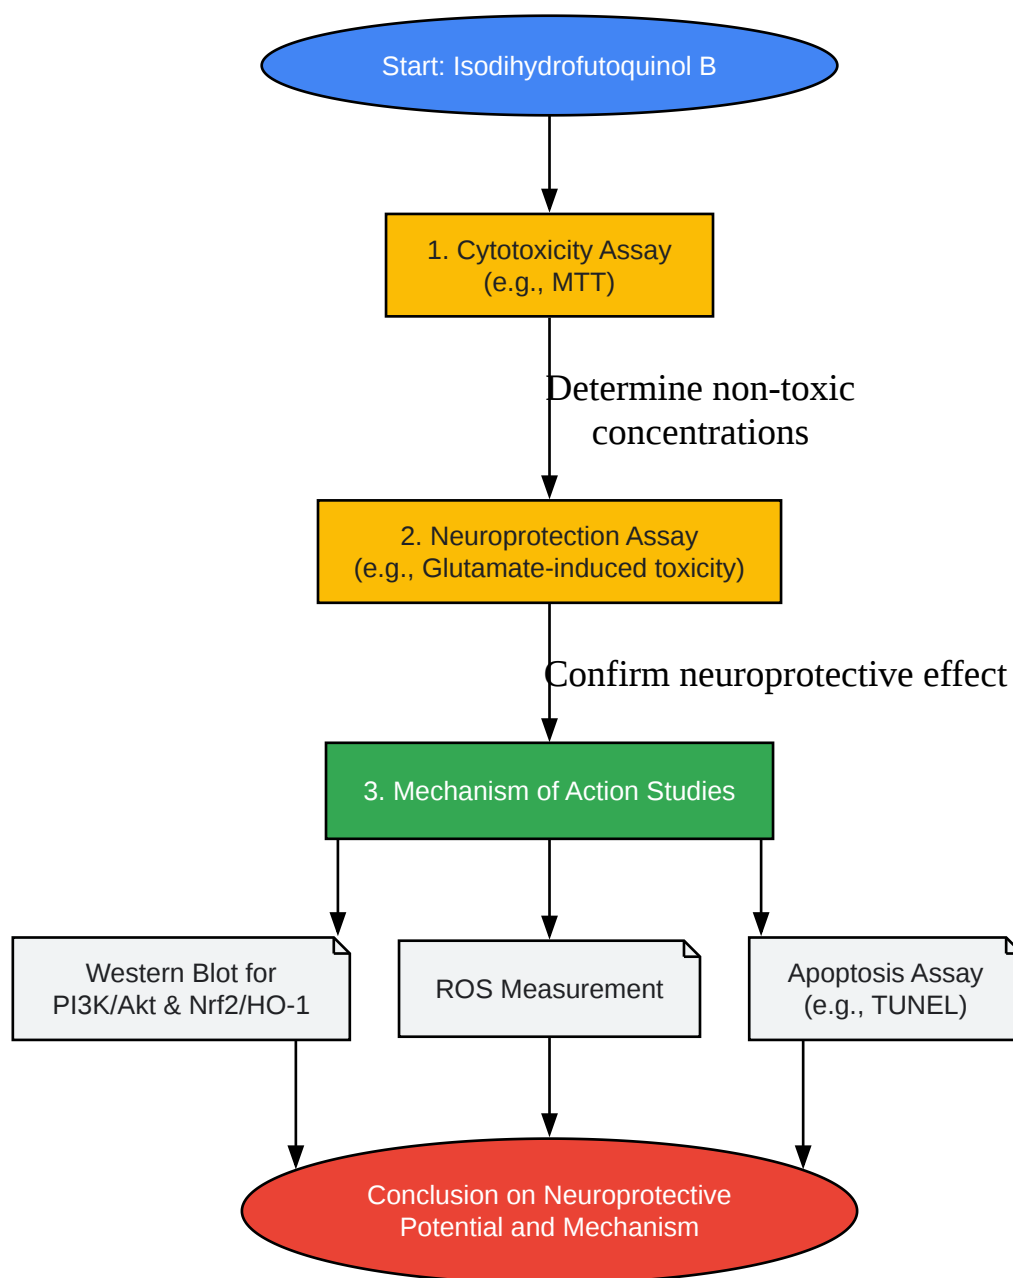 Start: Isodihydrofutoquinol B
1. Cytotoxicity Assay
(e.g., MTT)
Determine non-toxic
concentrations
2. Neuroprotection Assay
(e.g., Glutamate-induced toxicity)
Confirm neuroprotective effect
3. Mechanism of Action Studies
Western Blot for
PI3K/Akt & Nrf2/HO-1
ROS Measurement
Apoptosis Assay
(e.g., TUNEL)
Conclusion on Neuroprotective
Potential and Mechanism